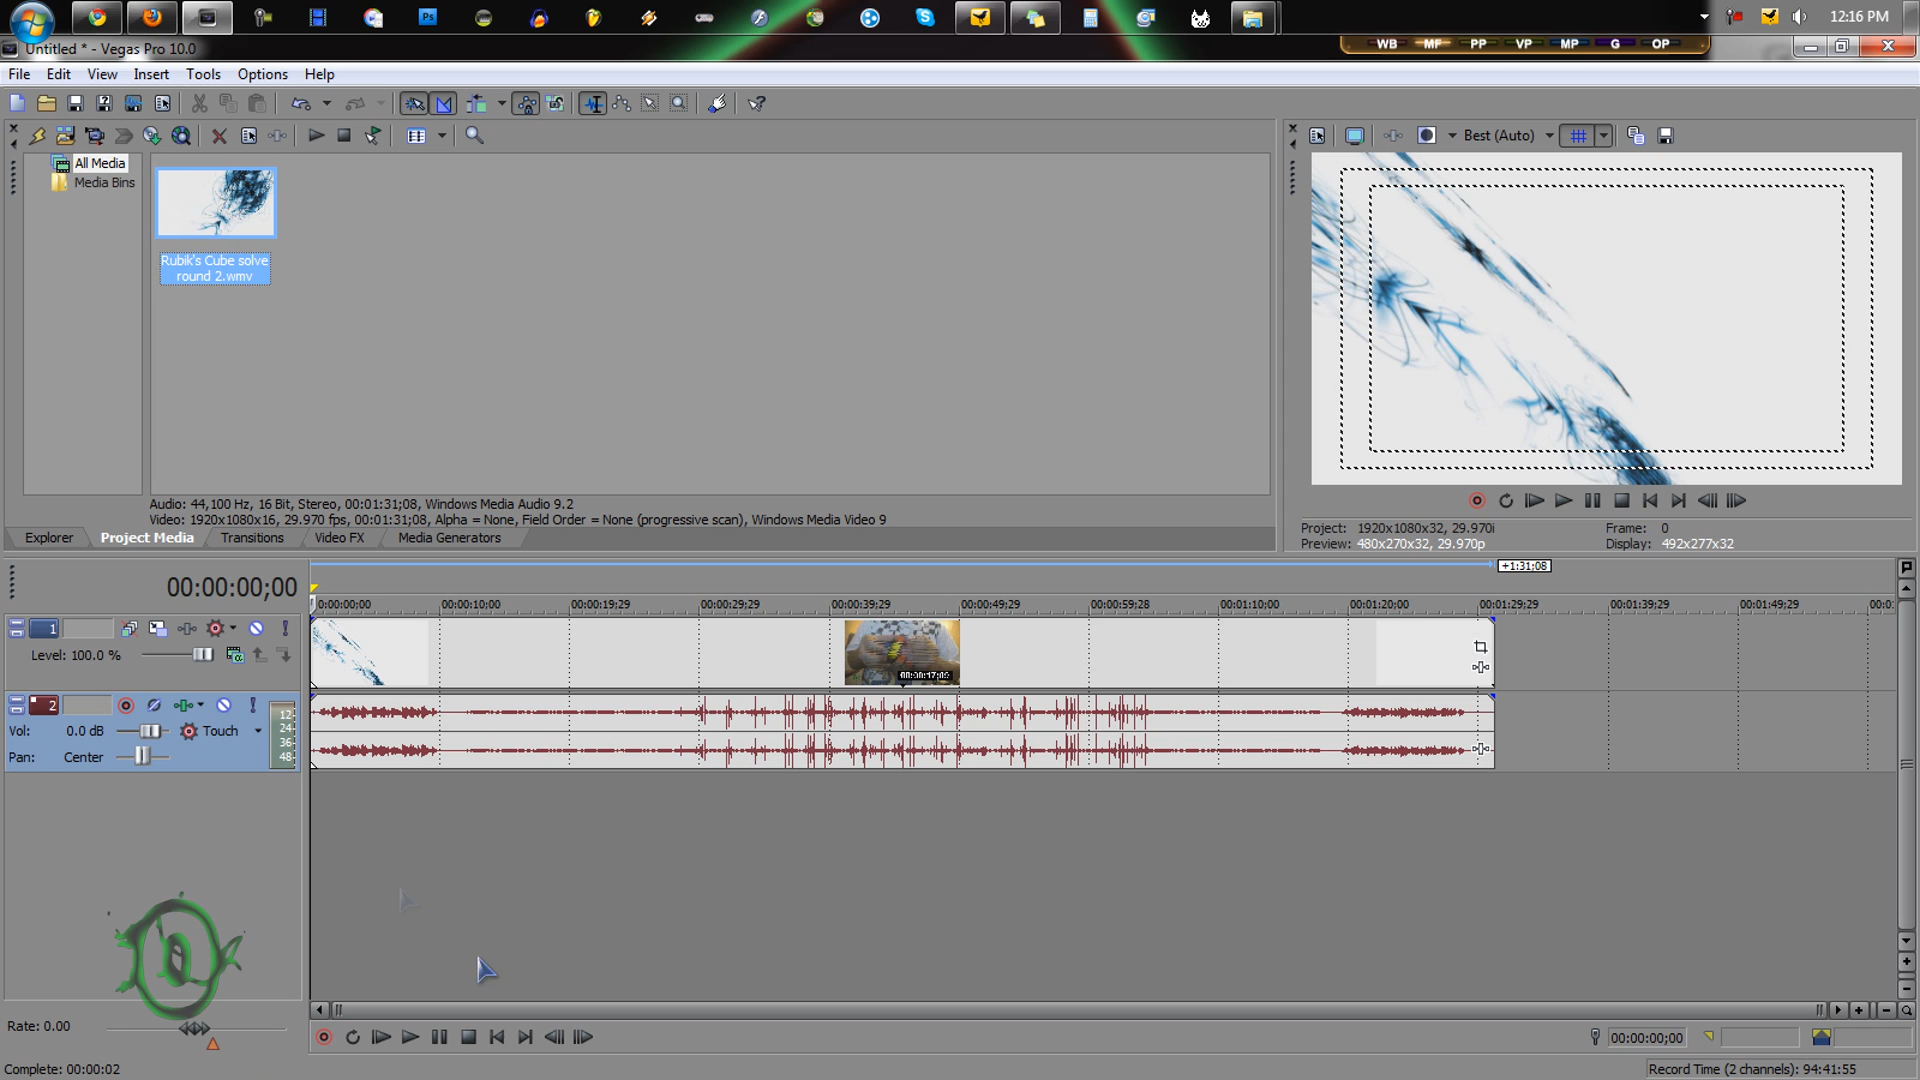 12:16 PM
Untitled * - Vegas Pro 10.0
WB MF PP VP MP G OP
File Edit View Insert Tools Options Help
Best (Auto)
All Media
Media Bins
Rubik's Cube solve
round 2.wmv
Audio: 44,100 Hz, 16 Bit, Stereo, 00:01:31;08, Windows Media Audio 9.2
Video: 1920x1080x16, 29.970 fps, 00:01:31;08, Alpha = None, Field Order = None (progressive scan), Windows Media Video 9
Explorer Project Media Transitions Video FX Media Generators
Project: 1920x1080x32, 29.970i Frame: 0
Preview: 480x270x32, 29.970p Display: 492x277x32
+1:31;08
00:00:00;00
0:00:00;00 00:00:10;00 00:00:19;29 00:00:29;29 00:00:39;29 00:00:49;29 00:00:59;28 00:01:10;00 00:01:20;00 00:01:29;29 00:01:39;29 00:01:49;29 00:0
1
Level: 100.0 %
2
Vol: 0.0 dB Touch
Pan: Center
12
24
36
48
Rate: 0.00
00:00:00;00
Complete: 00:00:02
Record Time (2 channels): 94:41:55